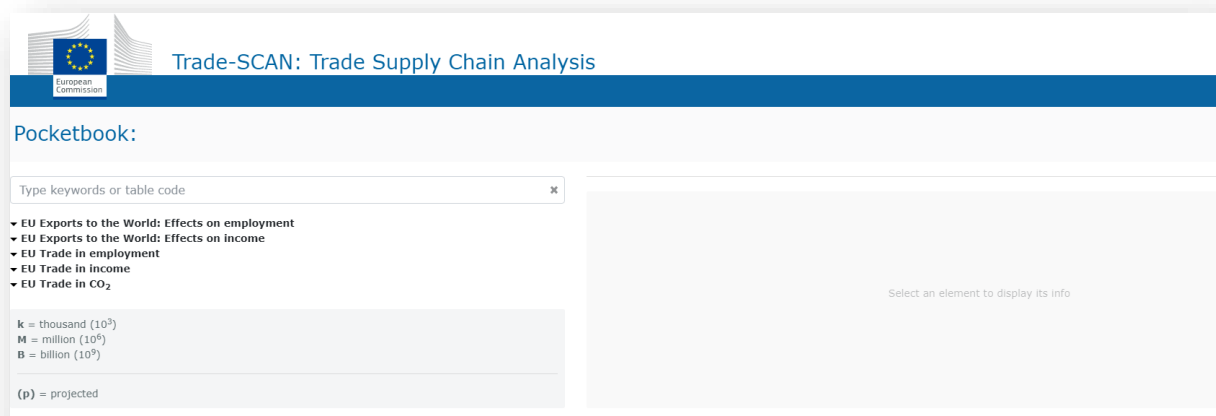 Trade-SCAN: Trade Supply Chain Analysis
European
Commission
Pocketbook:
Type keywords or table code ✖
EU Exports to the World: Effects on employment
EU Exports to the World: Effects on income
EU Trade in employment
EU Trade in income
EU Trade in CO₂
Select an element to display its info
k = thousand (10³)
M = million (10⁶)
B = billion (10⁹)
(p) = projected